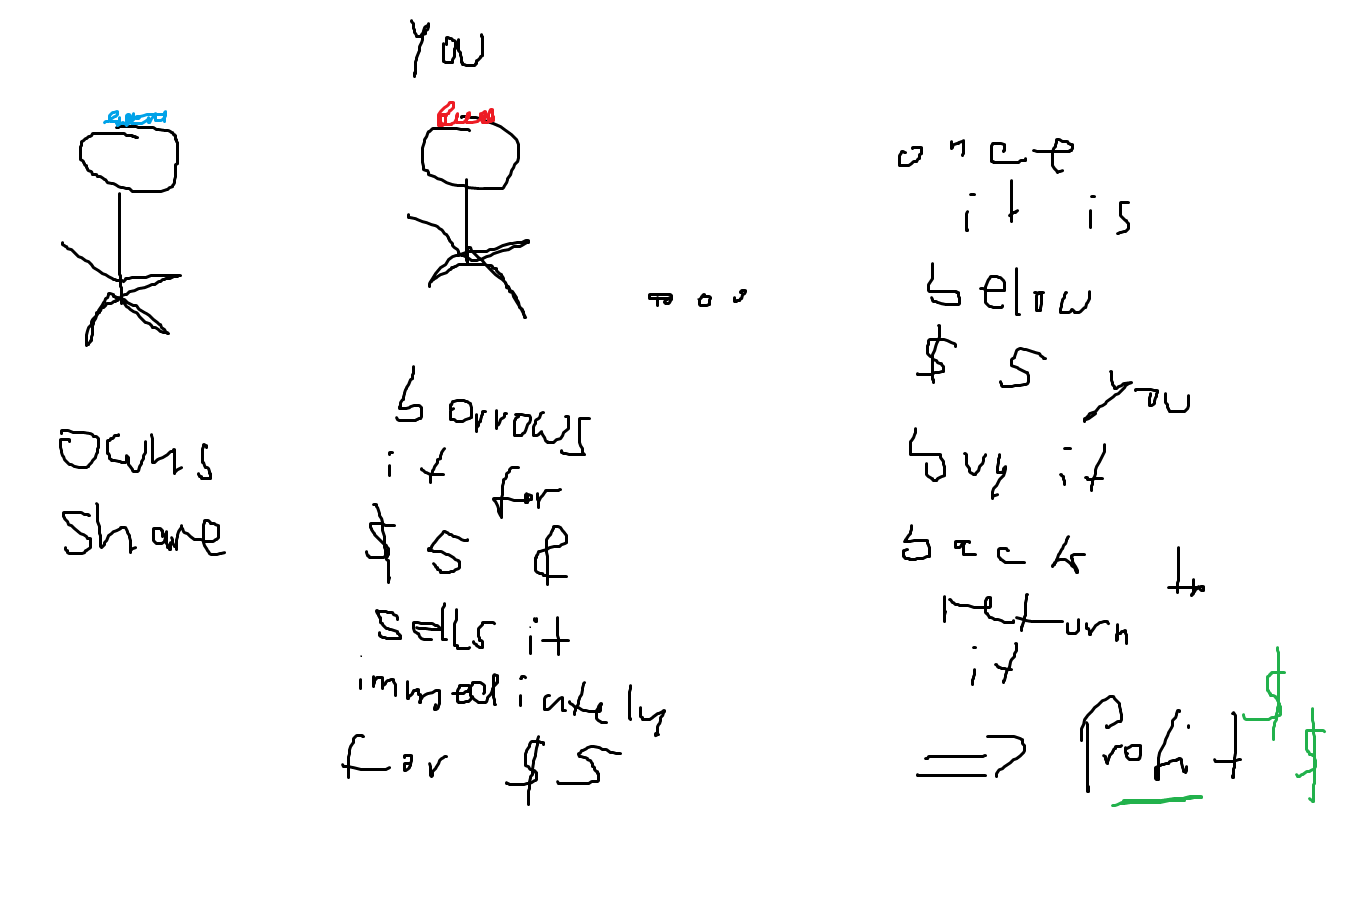 You
owns
share
borrows
it for
$ 5 &
sells it
immediately
for $5
...
once
it is
below
$ 5 you
buy it
back to
return
it
=> Profit $
$